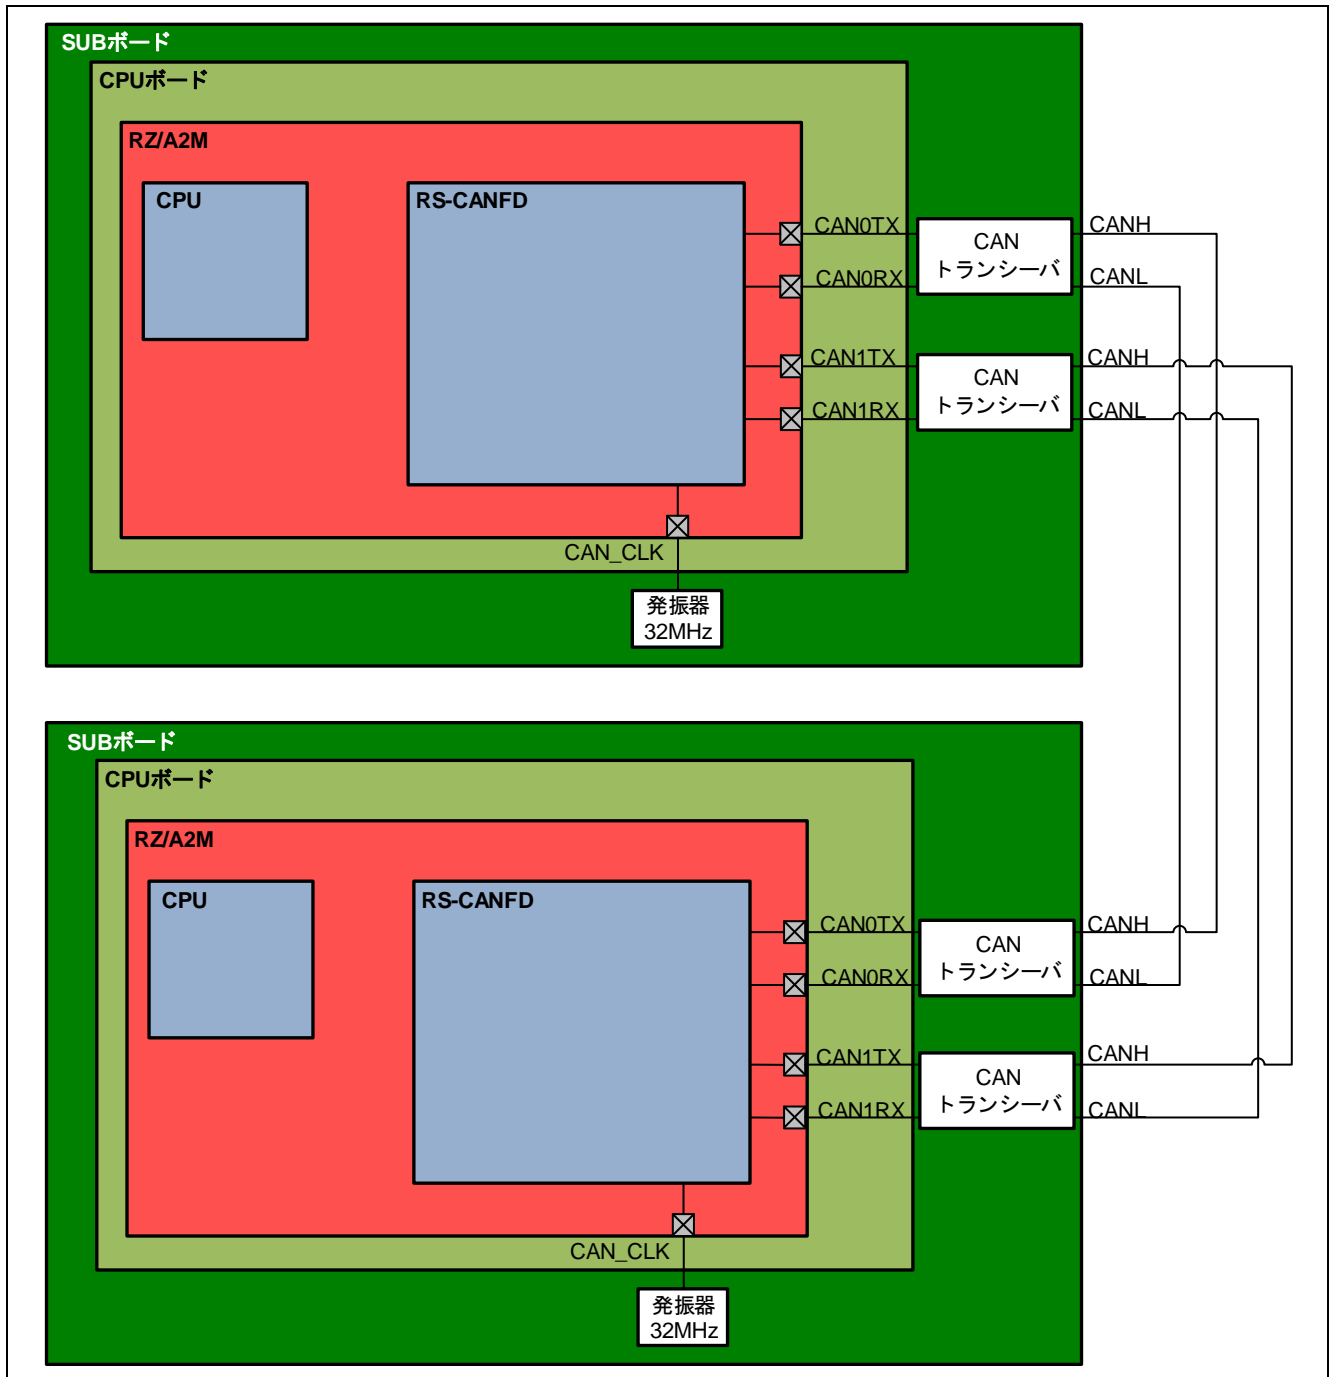 SUBボード
CPUボード
RZ/A2M
CPU
RS-CANFD
CAN0TX
CAN0RX
CAN1TX
CAN1RX
CAN
トランシーバ
CAN
トランシーバ
CANH
CANL
CANH
CANL
CAN_CLK
発振器
32MHz
SUBボード
CPUボード
RZ/A2M
CPU
RS-CANFD
CAN0TX
CAN0RX
CAN1TX
CAN1RX
CAN
トランシーバ
CAN
トランシーバ
CANH
CANL
CANH
CANL
CAN_CLK
発振器
32MHz